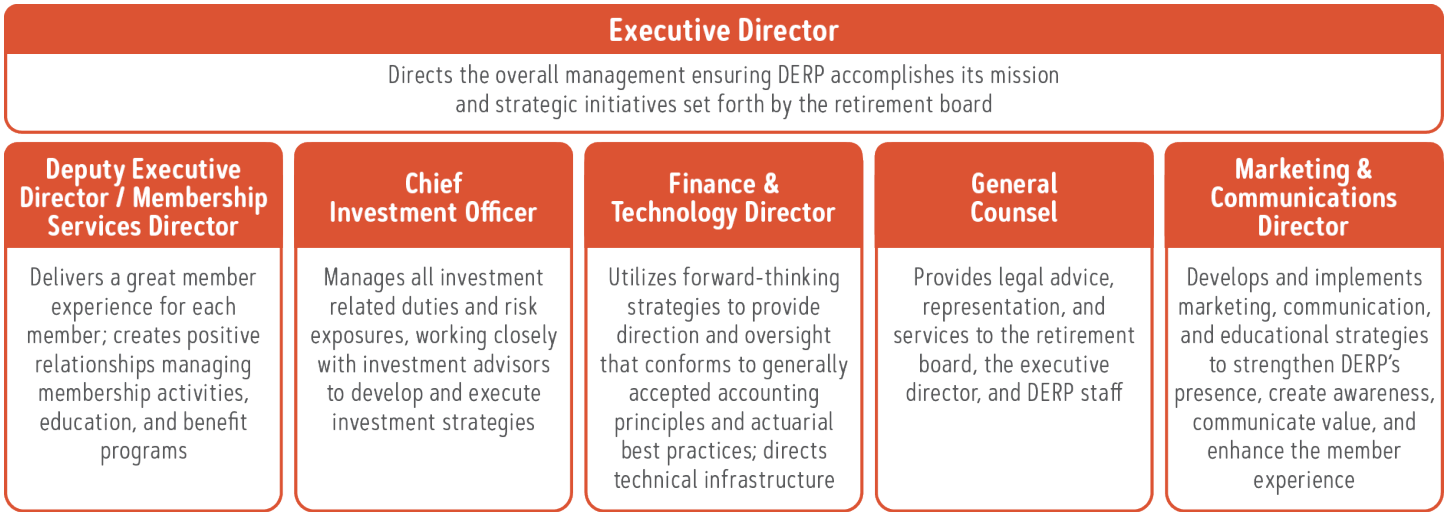 Executive Director
Directs the overall management ensuring DERP accomplishes its mission
and strategic initiatives set forth by the retirement board
Deputy Executive
Director / Membership
Services Director
Delivers a great member
experience for each
member; creates positive
relationships managing
membership activities,
education, and benefit
programs
Chief
Investment Officer
Manages all investment
related duties and risk
exposures, working closely
with investment advisors
to develop and execute
investment strategies
Finance &
Technology Director
Utilizes forward-thinking
strategies to provide
direction and oversight
that conforms to generally
accepted accounting
principles and actuarial
best practices; directs
technical infrastructure
General
Counsel
Provides legal advice,
representation, and
services to the retirement
board, the executive
director, and DERP staff
Marketing &
Communications
Director
Develops and implements
marketing, communication,
and educational strategies
to strengthen DERP's
presence, create awareness,
communicate value, and
enhance the member
experience